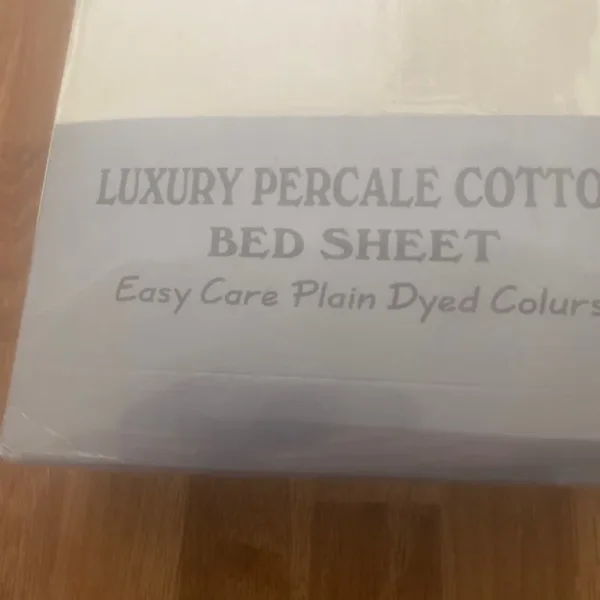 LUXURY PERCALE COTTO
BED SHEET
Easy Care Plain Dyed Colurs